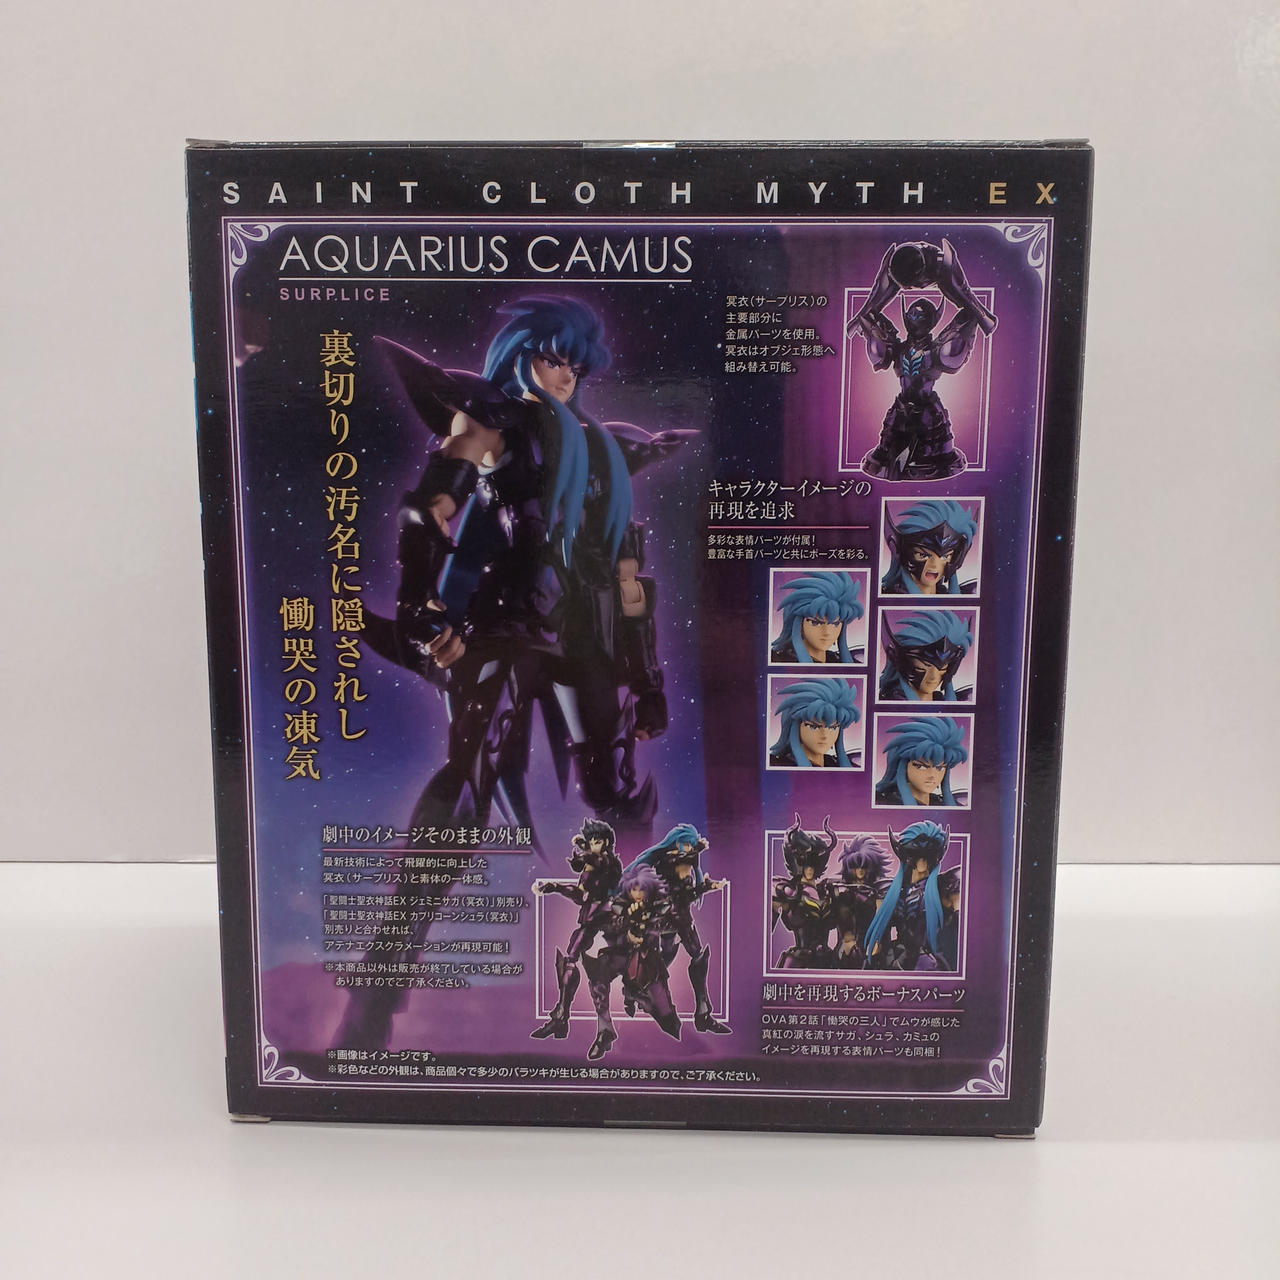 SAINT CLOTH MYTH EX
AQUARIUS CAMUS
SURPLICE
裏切りの汚名に隠されし
慟哭の凍気
冥衣（サープリス）の
主要部分に
金属パーツを使用。
冥衣はオブジェ形態へ
組み替え可能。
キャラクターイメージの
再現を追求
多彩な表情パーツが付属！
豊富な手首パーツと共にポーズを彩る。
劇中のイメージそのままの外観
最新技術によって飛躍的に向上した
冥衣（サープリス）と素体の一体感。
「聖闘士聖衣神話EX ジェミニサガ（冥衣）」別売り、
「聖闘士聖衣神話EX カプリコーンシュラ（冥衣）」
別売りと合わせれば、
アテナエクスクラメーションが再現可能！
※本商品以外は販売が終了している場合が
ありますのでご了承ください。
劇中を再現するボーナスパーツ
OVA第2話「慟哭の三人」でムウが感じた
真紅の涙を流すサガ、シュラ、カミュの
イメージを再現する表情パーツも同梱！
※画像はイメージです。
※彩色などの外観は、商品個々で多少のバラツキが生じる場合がありますので、ご了承ください。